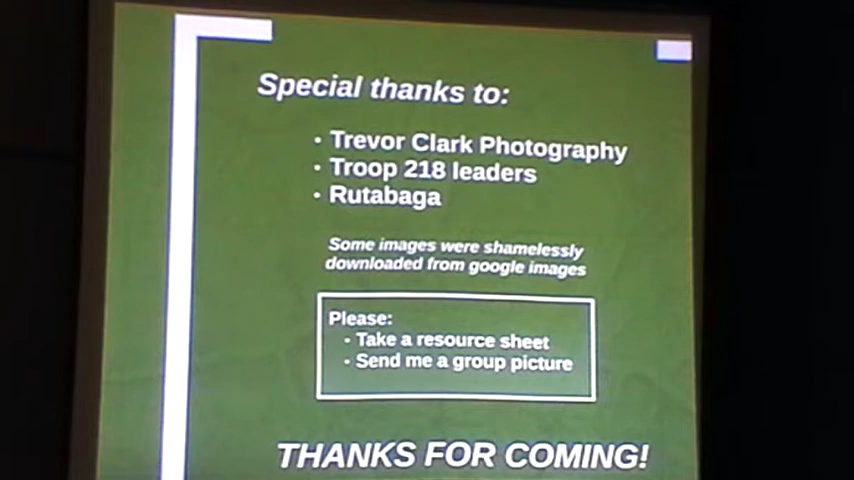 Special thanks to:
• Trevor Clark Photography
• Troop 218 leaders
• Rutabaga
Some images were shamelessly
downloaded from google images
Please:
• Take a resource sheet
• Send me a group picture
THANKS FOR COMING!